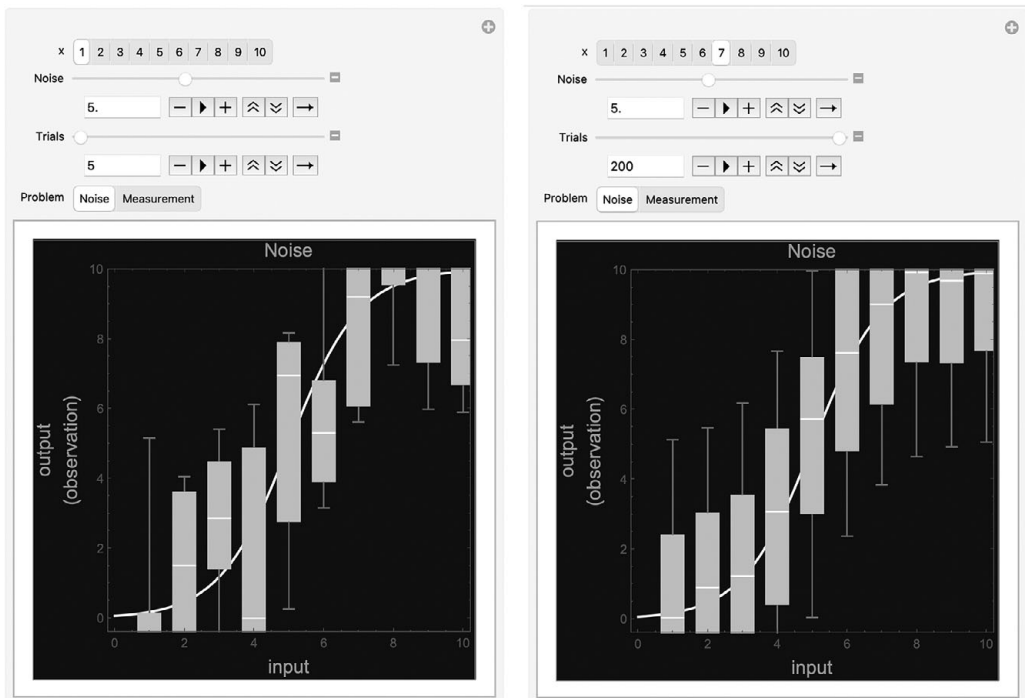 x 1 2 3 4 5 6 7 8 9 10
Noise
5.
Trials
5
Problem Noise Measurement
Noise
10
8
6
4
2
0
output
(observation)
0 2 4 6 8 10
input
x 1 2 3 4 5 6 7 8 9 10
Noise
5.
Trials
200
Problem Noise Measurement
Noise
10
8
6
4
2
0
output
(observation)
0 2 4 6 8 10
input